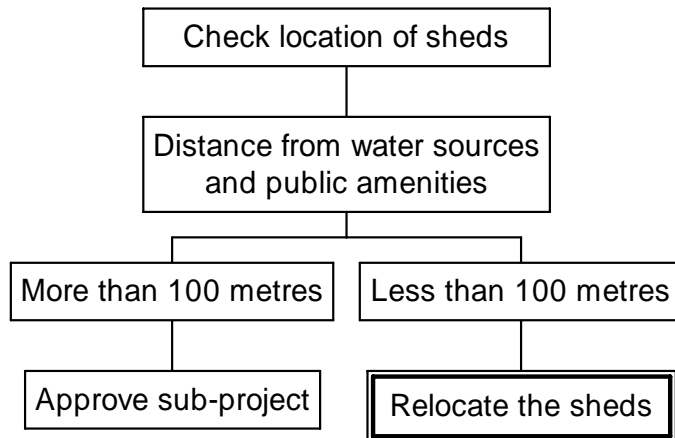 Check location of sheds
Distance from water sources
and public amenities
More than 100 metres
Less than 100 metres
Approve sub-project
Relocate the sheds